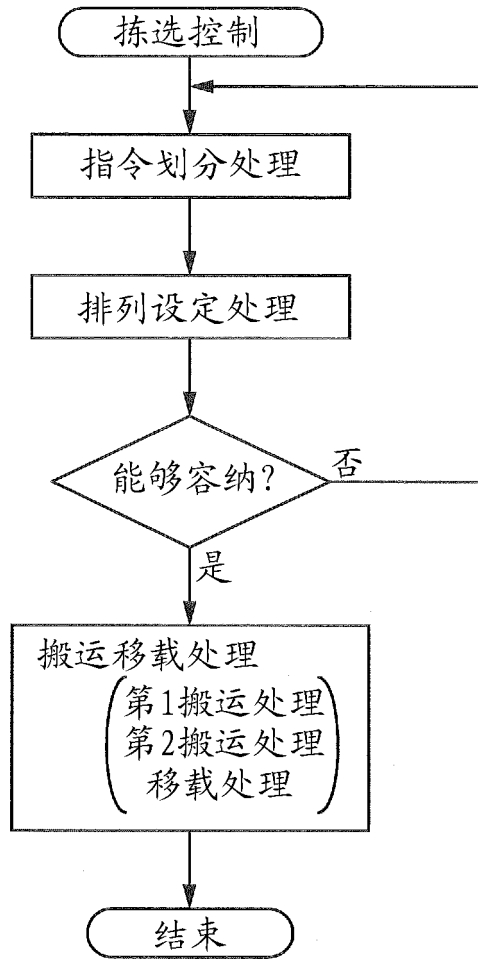 拣选控制
指令划分处理
排列设定处理
能够容纳?
否
是
搬运移载处理
第1搬运处理
第2搬运处理
移载处理
结束